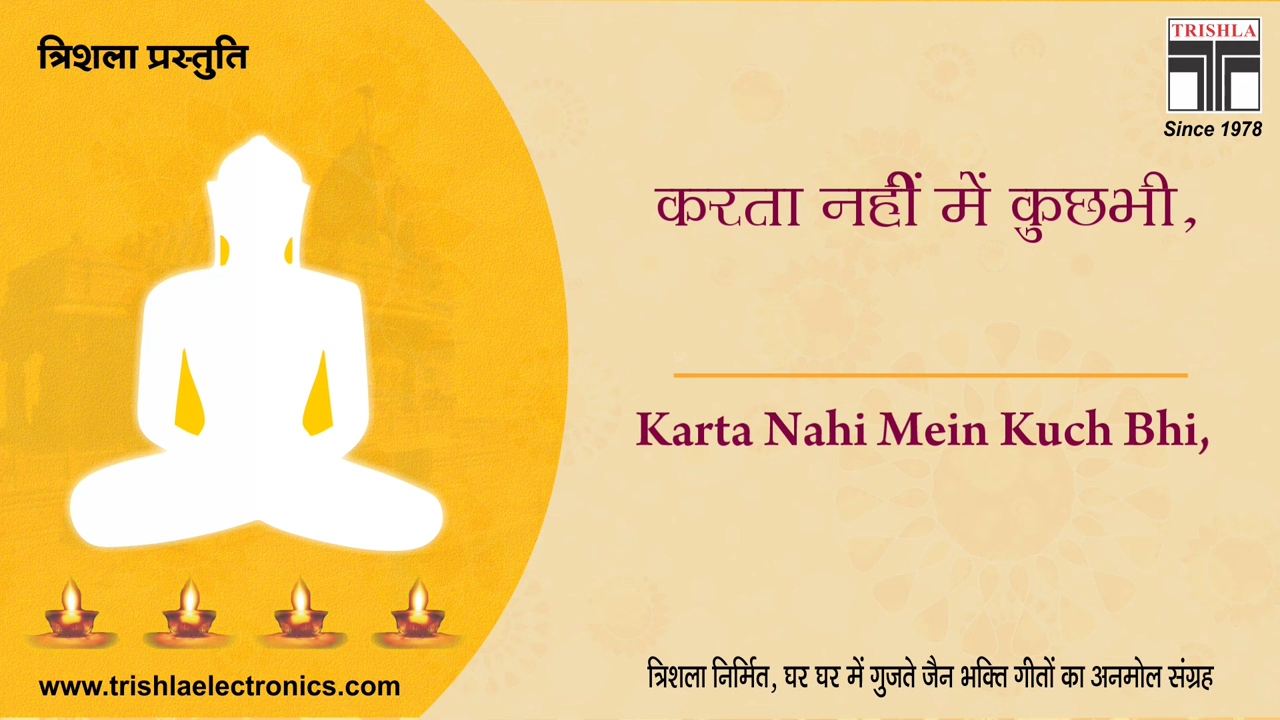 त्रिशला प्रस्तुति
TRISHLA
Since 1978
करता नहीं में कुछभी,
Karta Nahi Mein Kuch Bhi,
www.trishlaelectronics.com
त्रिशला निर्मित, घर घर में गुजते जैन भक्ति गीतों का अनमोल संग्रह